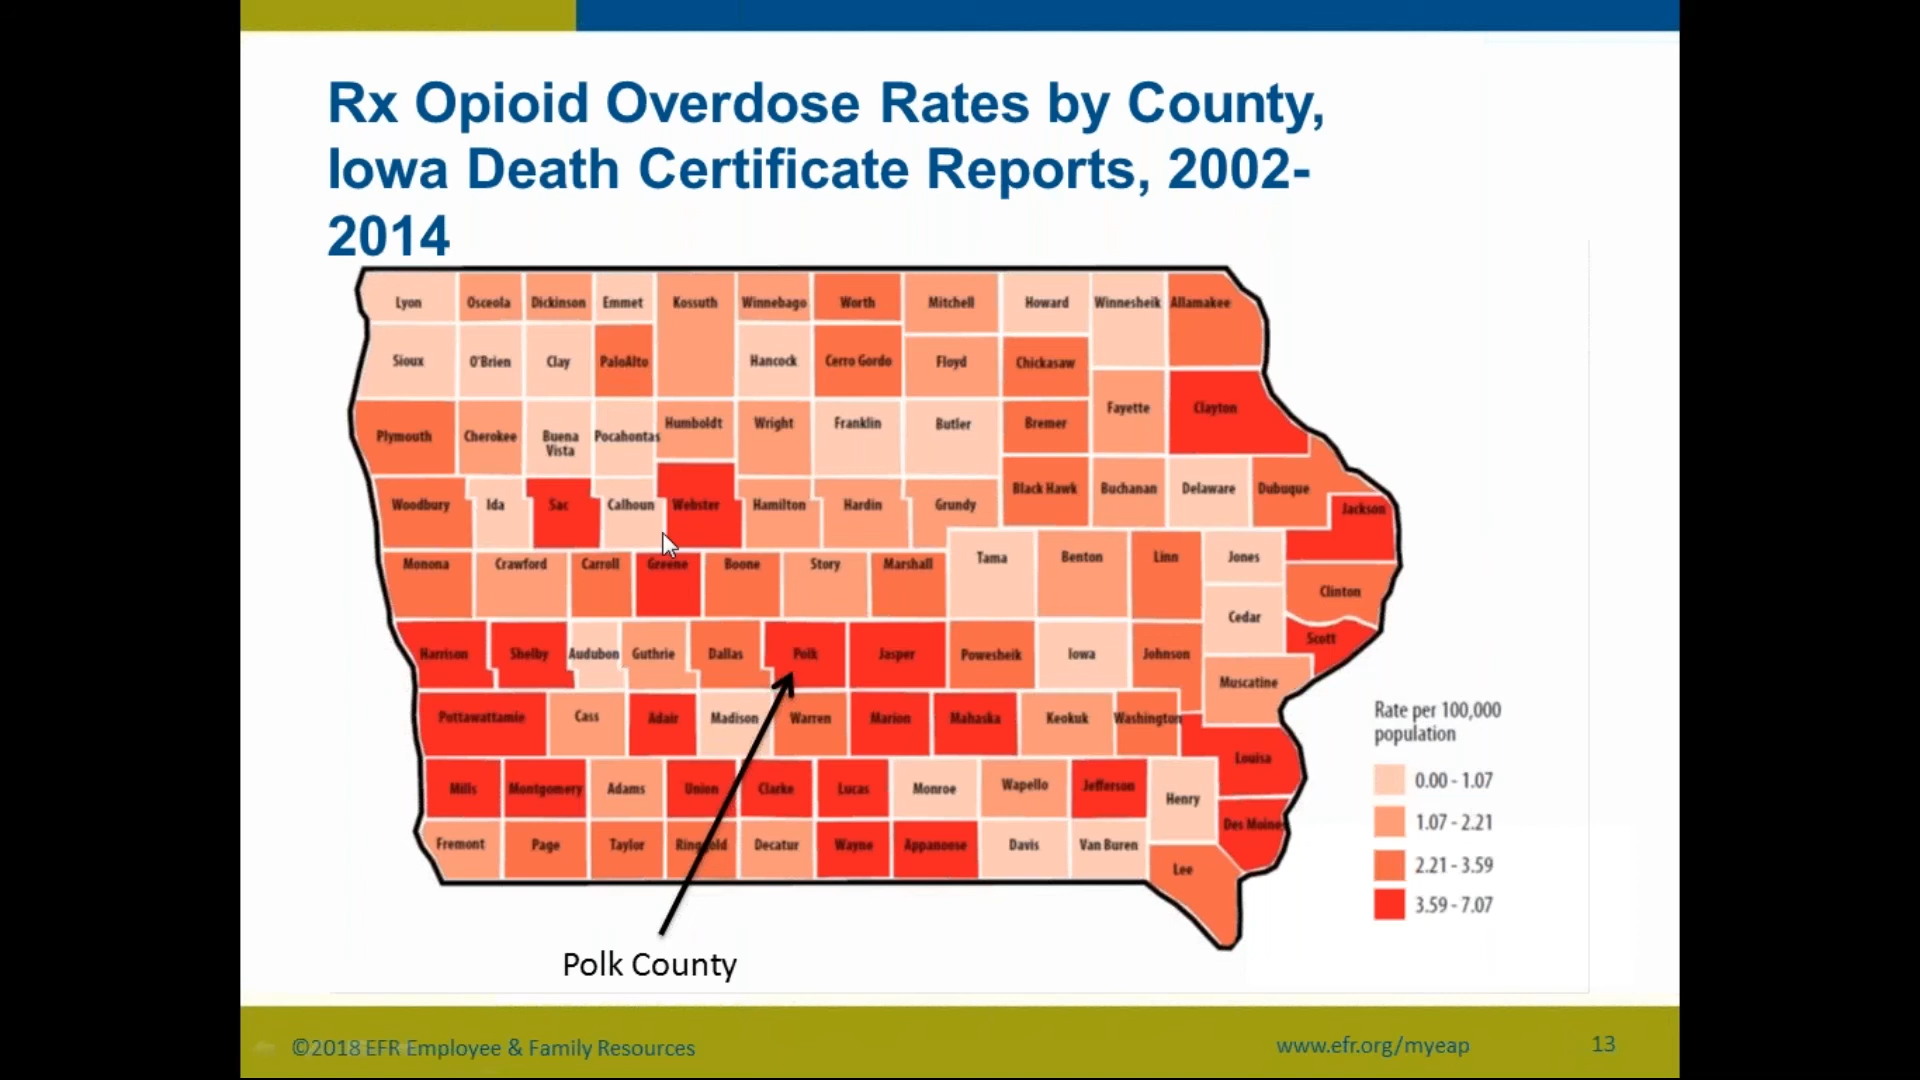 Rx Opioid Overdose Rates by County,
Iowa Death Certificate Reports, 2002-
2014
Lyon Osceola Dickinson Emmet Kossuth Winnebago Worth Mitchell Howard Winnesheik Allamakee
Sioux O'Brien Clay PaloAlto Hancock Cerro Gordo Floyd Chickasaw
Plymouth Cherokee Buena Vista Pocahontas Humboldt Wright Franklin Butler Bremer Fayette Clayton
Woodbury Ida Sac Calhoun Webster Hamilton Hardin Grundy Black Hawk Buchanan Delaware Dubuque Jackson
Monona Crawford Carroll Greene Boone Story Marshall Tama Benton Linn Jones Clinton
Cedar
Harrison Shelby Audubon Guthrie Dallas Polk Jasper Powesheik Iowa Johnson Scott
Muscatine
Pottawattamie Cass Adair Madison Warren Marion Mahaska Keokuk Washington Louisa
Mills Montgomery Adams Union Clarke Lucas Monroe Wapello Jefferson Henry Des Moine
Fremont Page Taylor Ringgold Decatur Wayne Appanoose Davis Van Buren Lee
Rate per 100,000
population
0.00 - 1.07
1.07 - 2.21
2.21 - 3.59
3.59 - 7.07
Polk County
©2018 EFR Employee & Family Resources www.efr.org/myeap 13